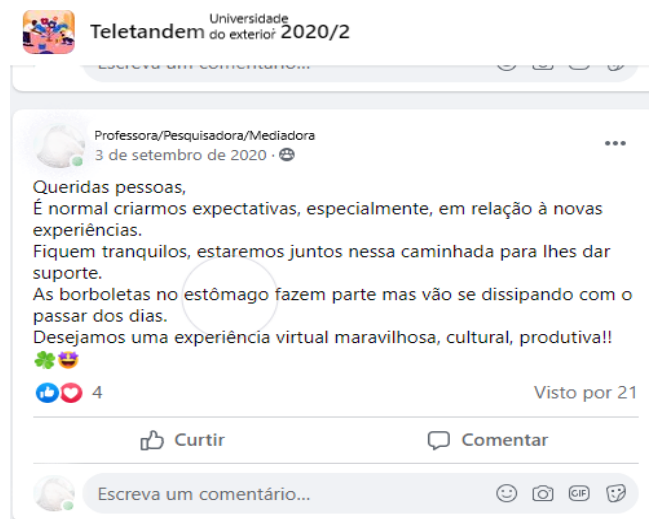 Teletandem Universidade do exterior 2020/2
Escreva um comentário...
Professora/Pesquisadora/Mediadora
3 de setembro de 2020 ·
Queridas pessoas,
É normal criarmos expectativas, especialmente, em relação à novas
experiências.
Fiquem tranquilos, estaremos juntos nessa caminhada para lhes dar
suporte.
As borboletas no estômago fazem parte mas vão se dissipando com o
passar dos dias.
Desejamos uma experiência virtual maravilhosa, cultural, produtiva!!
🍀🤩
4
Visto por 21
Curtir
Comentar
Escreva um comentário...
GIF